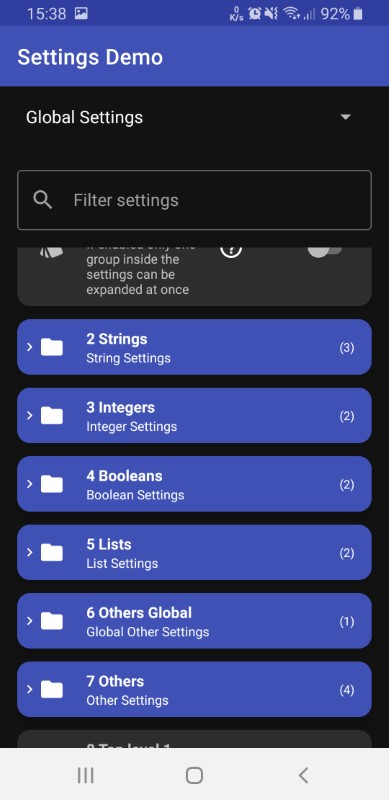 15:38
0
K/s
92%
Settings Demo
Global Settings
Filter settings
group inside the
settings can be
expanded at once
2 Strings
String Settings
(3)
3 Integers
Integer Settings
(2)
4 Booleans
Boolean Settings
(2)
5 Lists
List Settings
(2)
6 Others Global
Global Other Settings
(1)
7 Others
Other Settings
(4)